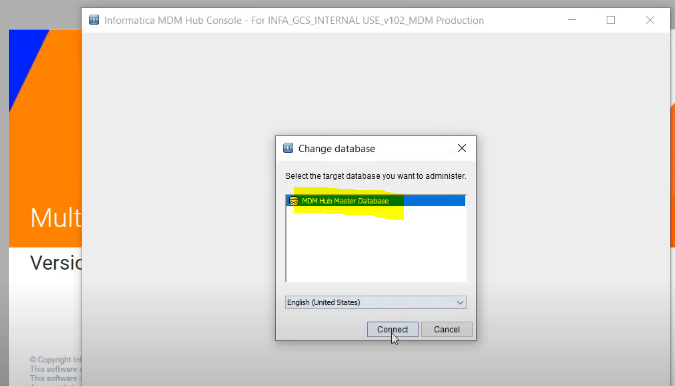 Informatica MDM Hub Console - For INFA_GCS_INTERNAL USE_v102_MDM Production
Change database
Select the target database you want to administer.
MDM Hub Master Database
English (United States)
Connect
Cancel
Mult
Versic
© Copyright Inf
This software a
This software i